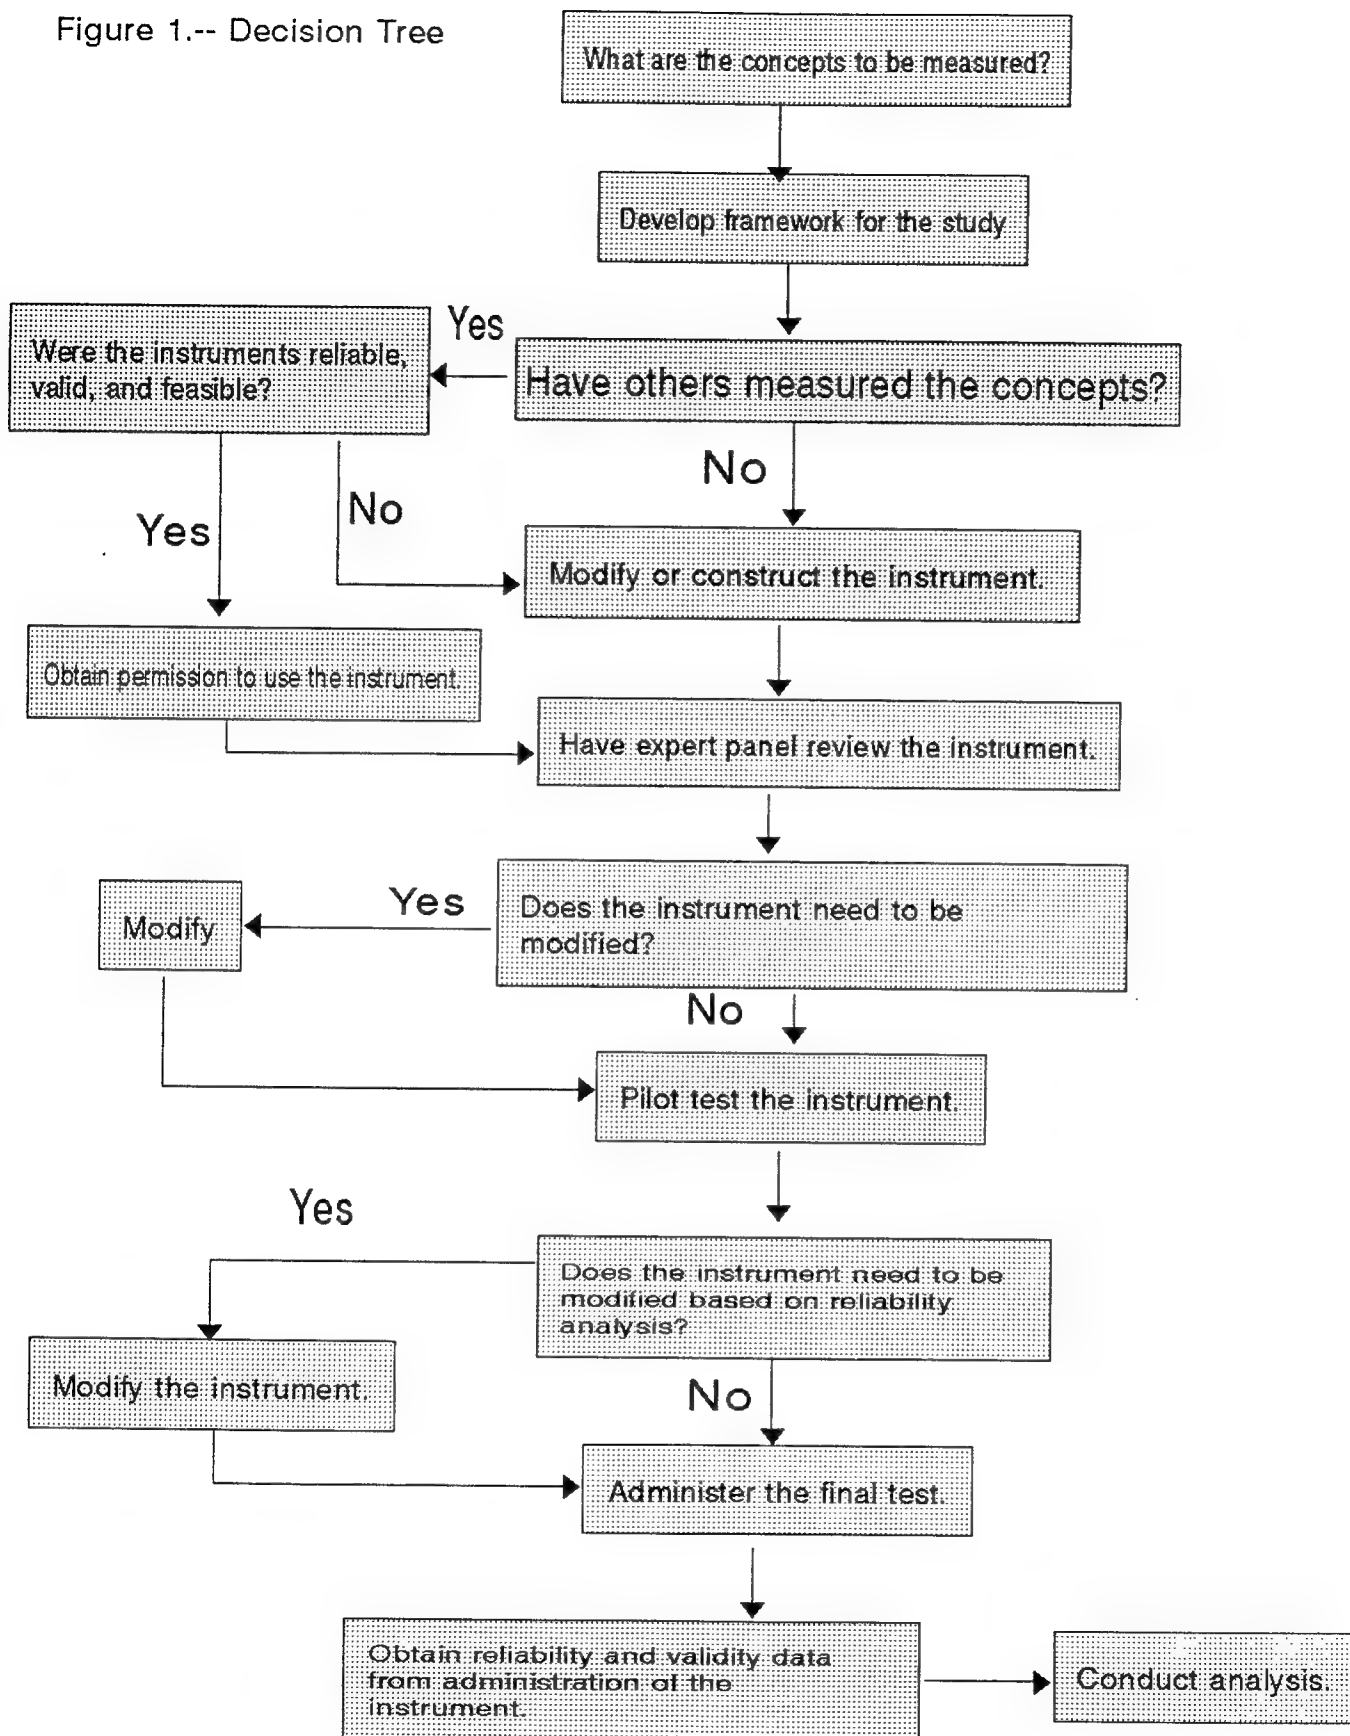 Figure 1.-- Decision Tree
What are the concepts to be measured?
Develop framework for the study
Yes
Were the instruments reliable,
valid, and feasible?
Have others measured the concepts?
No
Yes
No
Modify or construct the instrument.
Obtain permission to use the instrument.
Have expert panel review the instrument.
Yes
Does the instrument need to be
modified?
Modify
No
Pilot test the instrument.
Yes
Does the instrument need to be
modified based on reliability
analysis?
Modify the instrument.
No
Administer the final test.
Obtain reliability and validity data
from administration of the
instrument.
Conduct analysis.